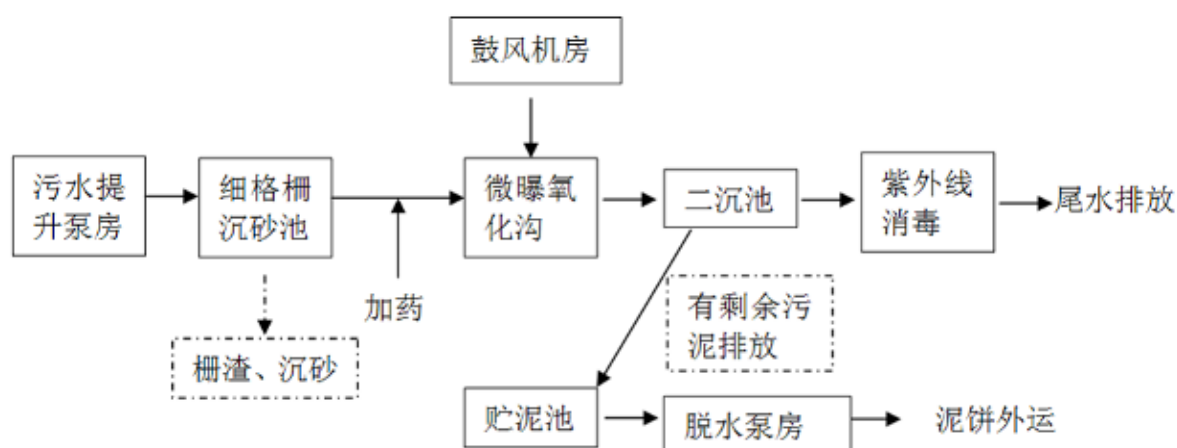 鼓风机房
污水提
升泵房
细格栅
沉砂池
微曝氧
化沟
二沉池
紫外线
消毒
尾水排放
加药
有剩余污
泥排放
栅渣、沉砂
贮泥池
脱水泵房
泥饼外运